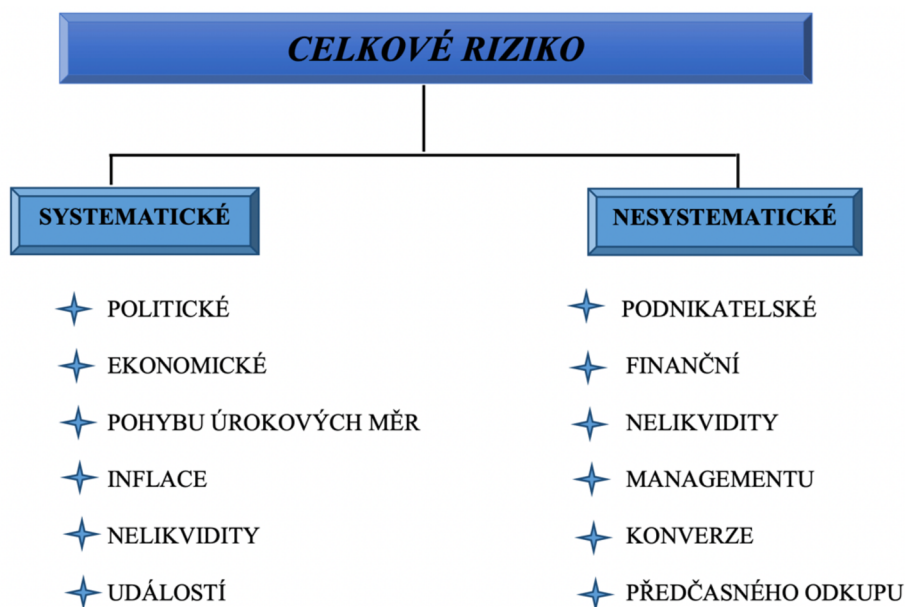 CELKOVÉ RIZIKO
SYSTEMATICKÉ
POLITICKÉ
EKONOMICKÉ
POHYBU ÚROKOVÝCH MĚR
INFLACE
NELIKVIDITY
UDÁLOSTÍ
NESYSTEMATICKÉ
PODNIKATELSKÉ
FINANČNÍ
NELIKVIDITY
MANAGEMENTU
KONVERZE
PŘEDČASNÉHO ODKUPU